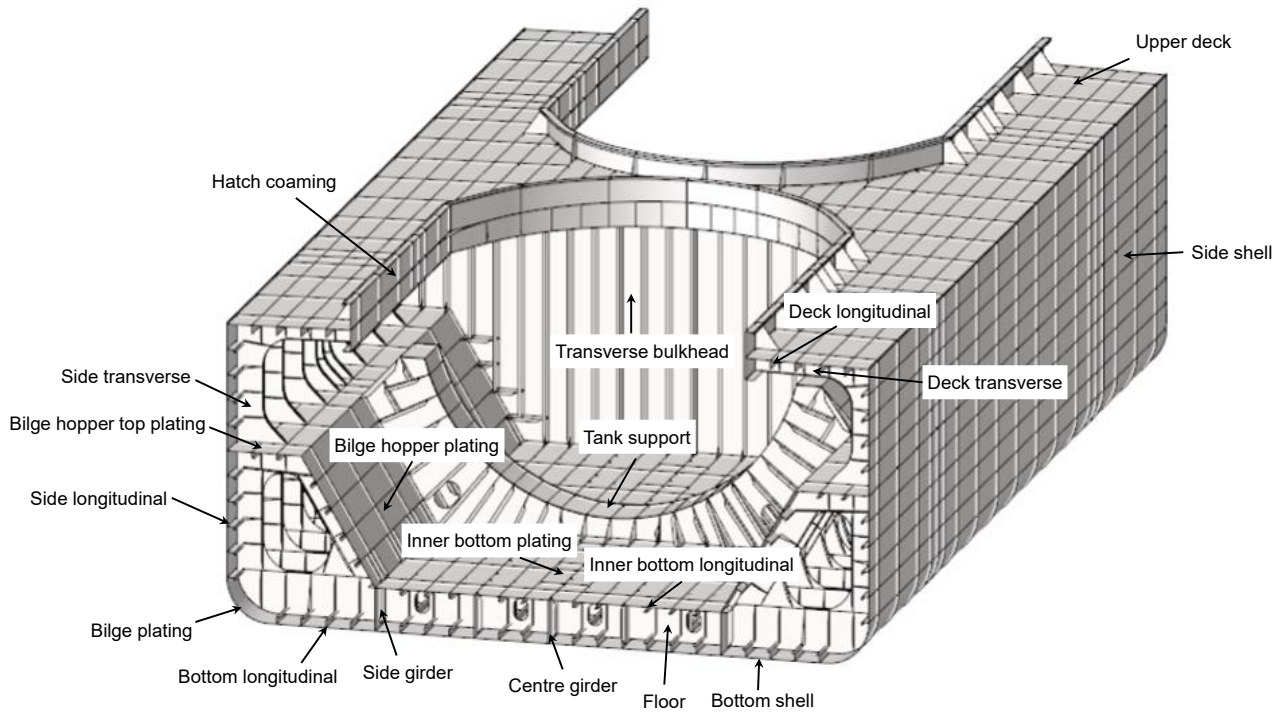 Upper deck
Hatch coaming
Side shell
Deck longitudinal
Transverse bulkhead
Side transverse
Deck transverse
Bilge hopper top plating
Bilge hopper plating
Tank support
Side longitudinal
Inner bottom plating
Inner bottom longitudinal
Bilge plating
Bottom longitudinal
Side girder
Centre girder
Floor
Bottom shell